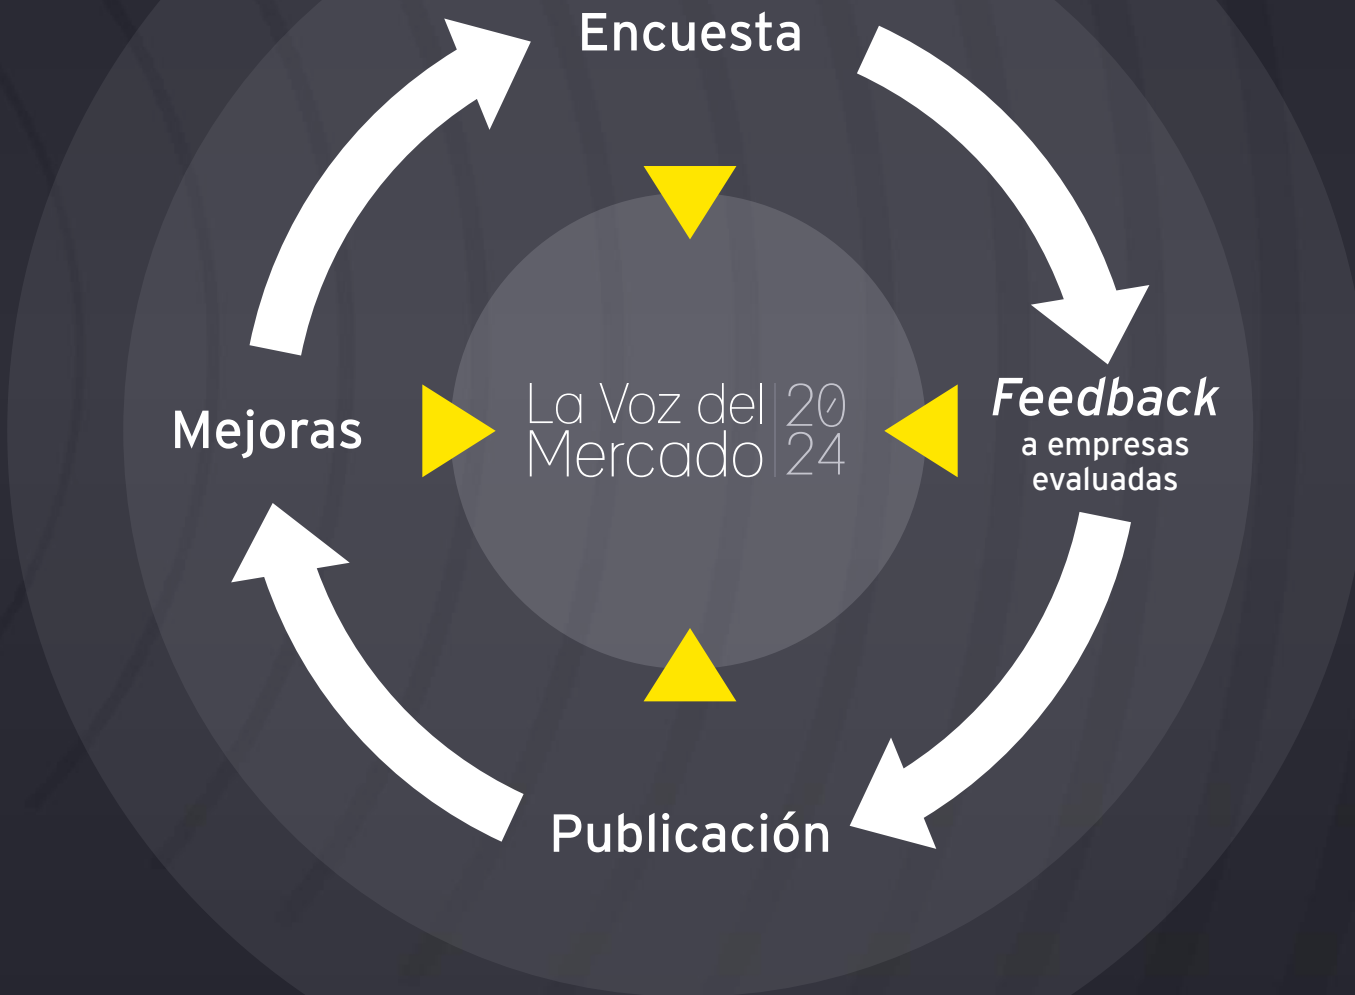 Encuesta
Feedback
a empresas
evaluadas
Mejoras
La Voz del
Mercado
20
24
Publicación